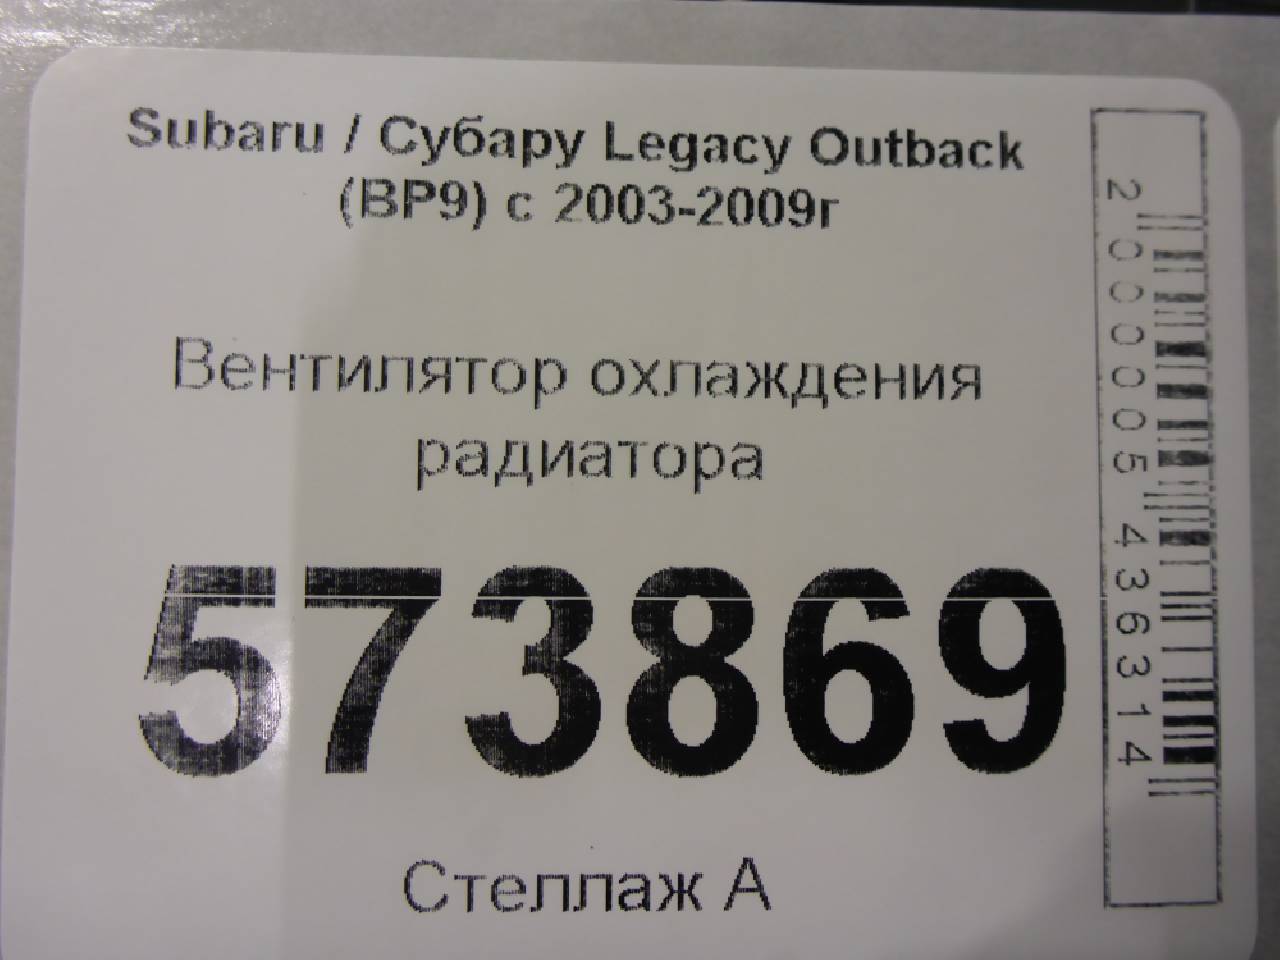 Subaru / Субару Legacy Outback
(BP9) с 2003-2009г
Вентилятор охлаждения
радиатора
573869
Стеллаж А
2000005436314